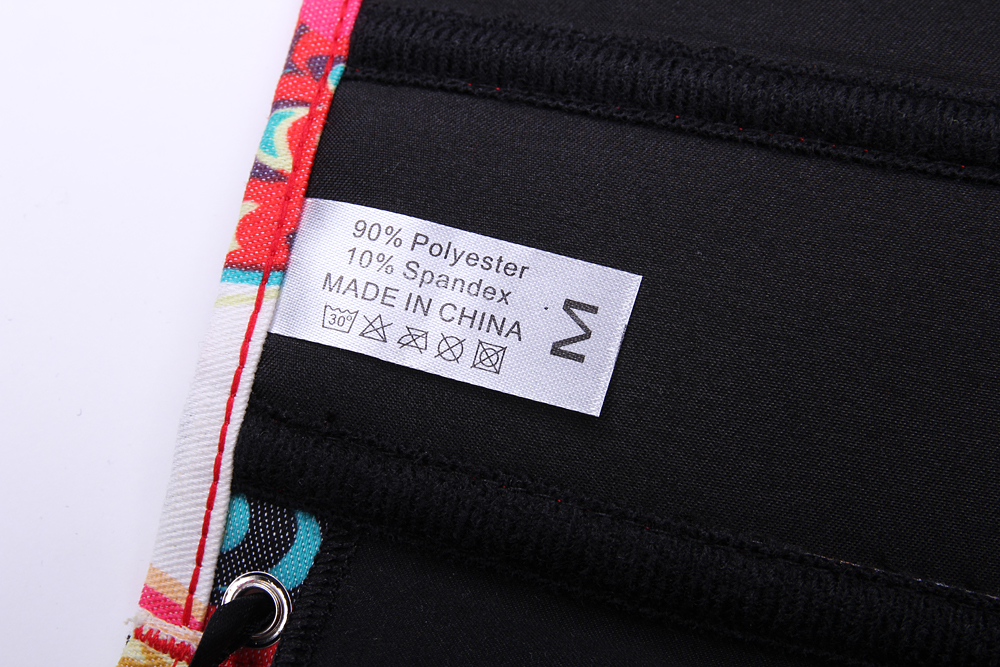 90% Polyester
10% Spandex
MADE IN CHINA
30°
M